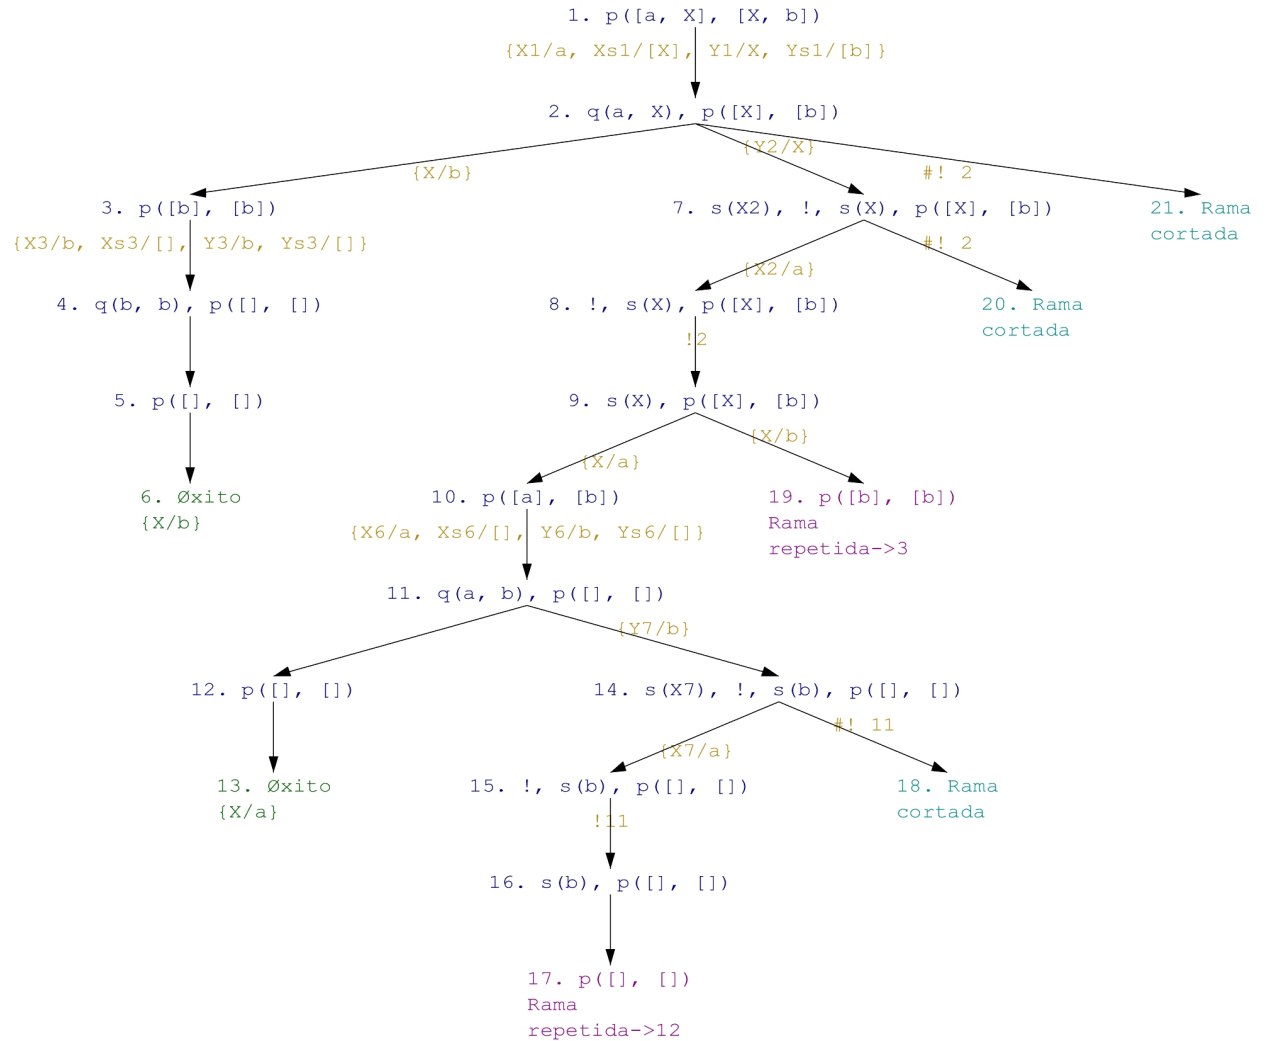 1. p([a, X], [X, b])
{X1/a, Xs1/[X], Y1/X, Ys1/[b]}
2. q(a, X), p([X], [b])
{X/b}
{Y2/X}
#! 2
3. p([b], [b])
7. s(X2), !, s(X), p([X], [b])
21. Rama
cortada
{X3/b, Xs3/[], Y3/b, Ys3/[]}
{X2/a}
#! 2
4. q(b, b), p([], [])
8. !, s(X), p([X], [b])
20. Rama
cortada
!2
5. p([], [])
9. s(X), p([X], [b])
{X/a}
{X/b}
6. Øxito
{X/b}
10. p([a], [b])
19. p([b], [b])
Rama
repetida->3
{X6/a, Xs6/[], Y6/b, Ys6/[]}
11. q(a, b), p([], [])
{Y7/b}
12. p([], [])
14. s(X7), !, s(b), p([], [])
{X7/a}
#! 11
13. Øxito
{X/a}
15. !, s(b), p([], [])
18. Rama
cortada
!11
16. s(b), p([], [])
17. p([], [])
Rama
repetida->12